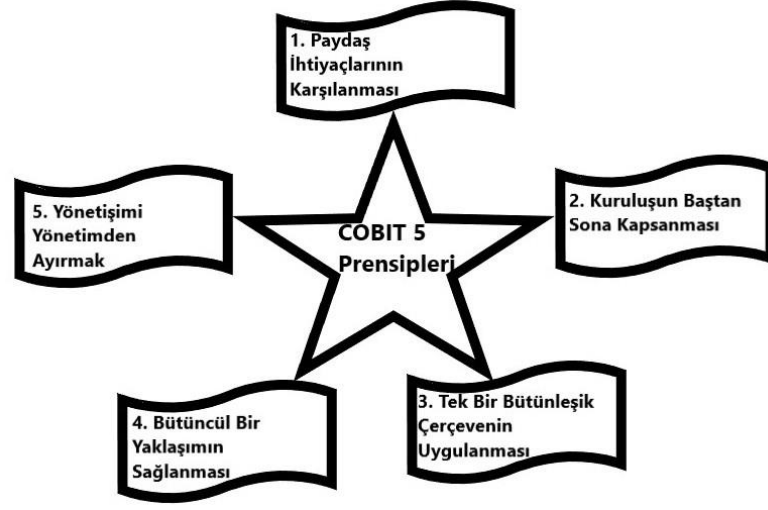 1. Paydaş
İhtiyaçlarının
Karşılanması
2. Kuruluşun Baştan
Sona Kapsanması
5. Yönetişimi
Yönetimden
Ayırmak
COBIT 5
Prensipleri
3. Tek Bir Bütünleşik
Çerçevenin
Uygulanması
4. Bütüncül Bir
Yaklaşımın
Sağlanması